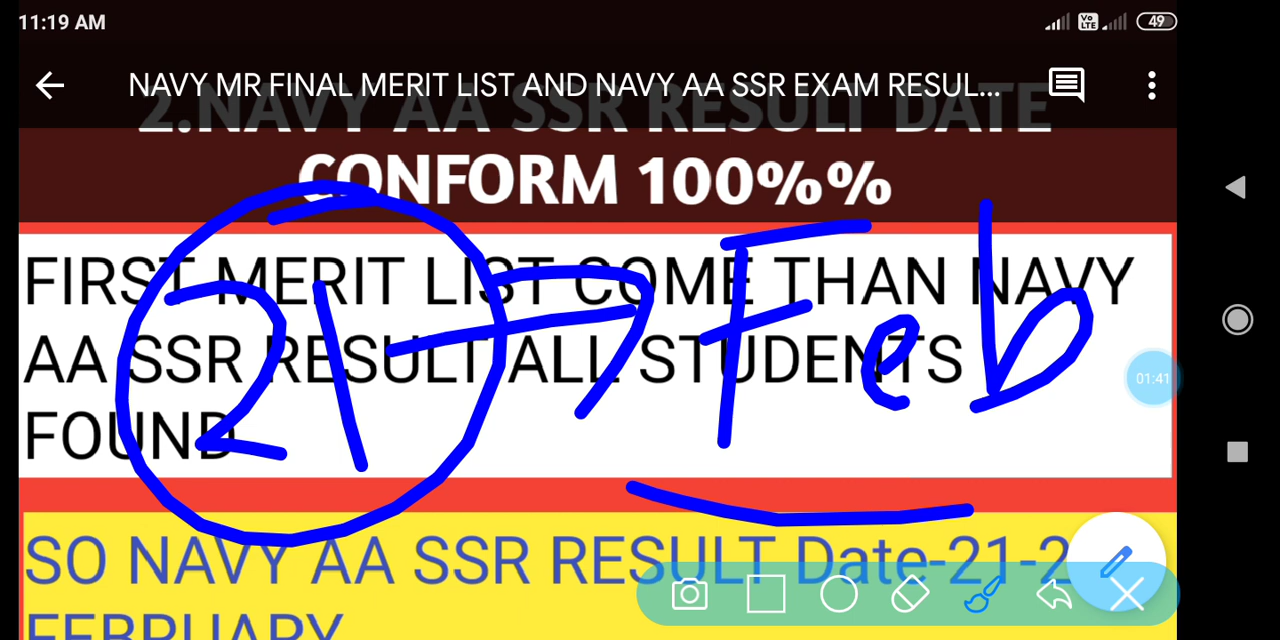 11:19 AM
Vo LTE
49
NAVY MR FINAL MERIT LIST AND NAVY AA SSR EXAM RESUL...
2.NAVY AA SSR RESULT DATE
CONFORM 100%%
FIRST MERIT LIST COME THAN NAVY
AA SSR RESULT ALL STUDENTS
FOUND
21 → Feb
01:41
SO NAVY AA SSR RESULT Date-21-2
FEBRUARY